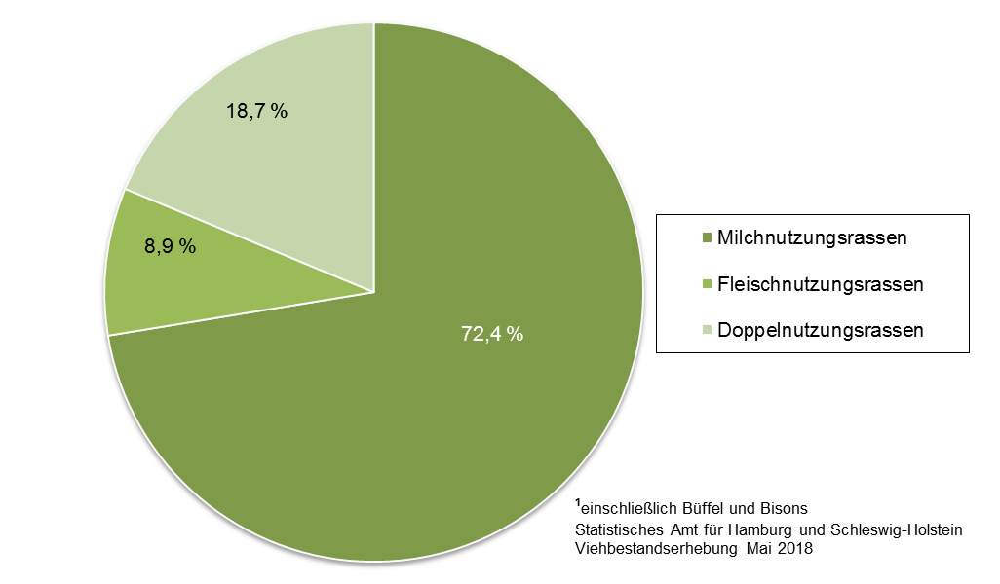 18,7 %
8,9 %
72,4 %
Milchnutzungsrassen
Fleischnutzungsrassen
Doppelnutzungsrassen
¹einschließlich Büffel und Bisons
Statistisches Amt für Hamburg und Schleswig-Holstein
Viehbestandserhebung Mai 2018